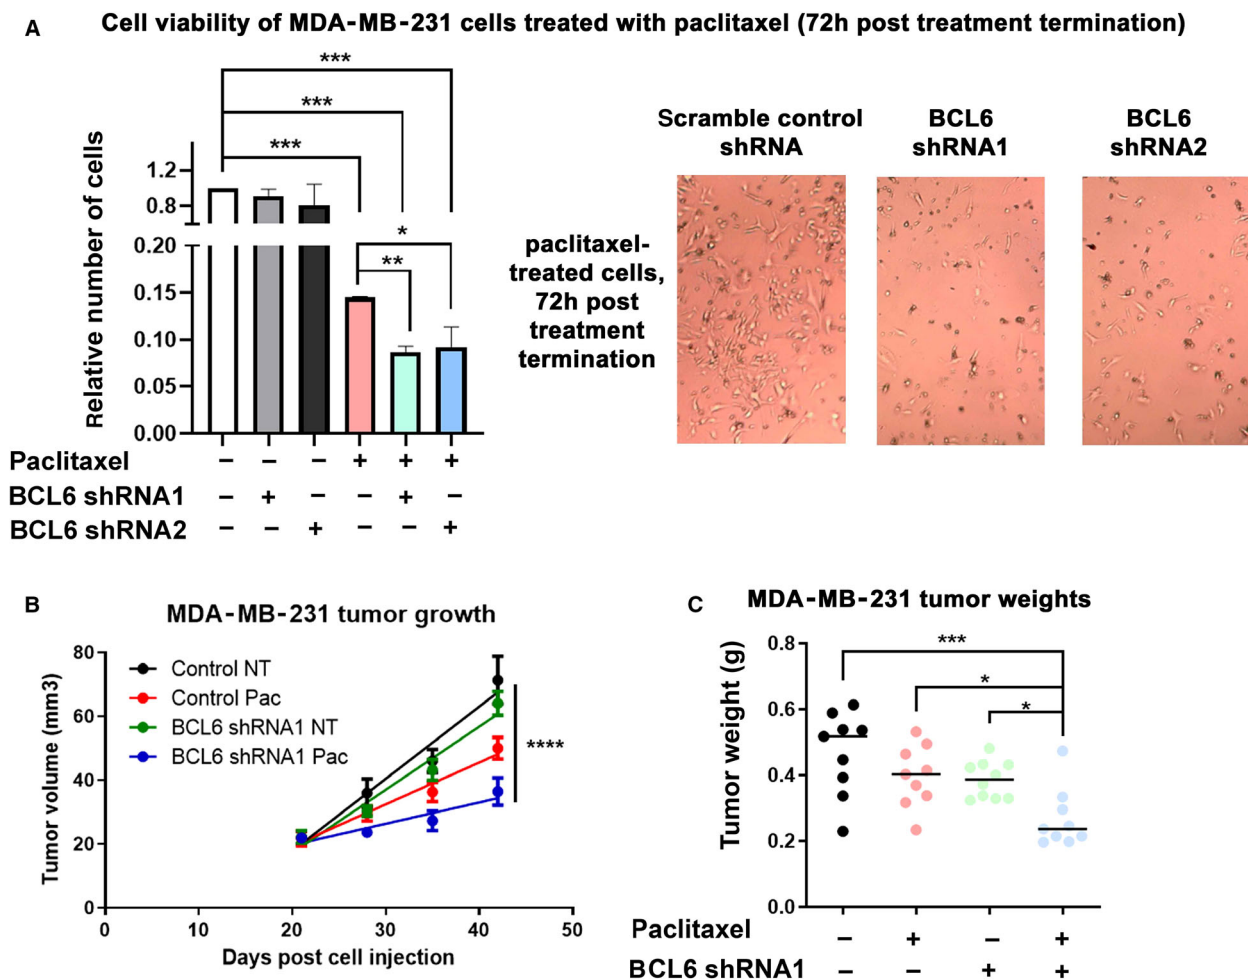 A
Cell viability of MDA-MB-231 cells treated with paclitaxel (72h post treatment termination)
***
***
***
*
**
Relative number of cells
1.2
0.8
0.20
0.15
0.10
0.05
0.00
Paclitaxel – – – + + +
BCL6 shRNA1 – + – – + –
BCL6 shRNA2 – – + – – +
Scramble control
shRNA
BCL6
shRNA1
BCL6
shRNA2
paclitaxel-
treated cells,
72h post
treatment
termination
B
MDA-MB-231 tumor growth
Tumor volume (mm3)
80
60
40
20
0
Control NT
Control Pac
BCL6 shRNA1 NT
BCL6 shRNA1 Pac
****
0 10 20 30 40 50
Days post cell injection
C
MDA-MB-231 tumor weights
Tumor weight (g)
0.8
0.6
0.4
0.2
0.0
***
*
*
Paclitaxel – + – +
BCL6 shRNA1 – – + +